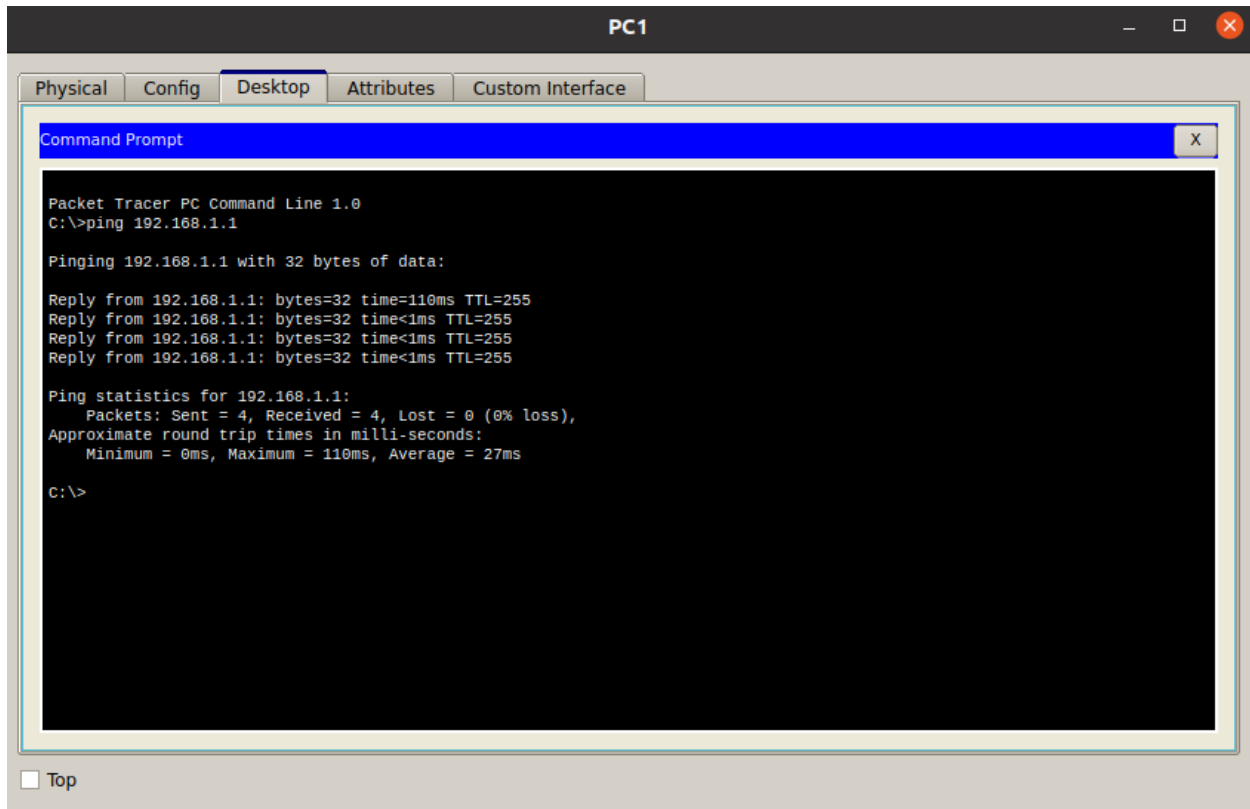 PC1
Physical Config Desktop Attributes Custom Interface
Command Prompt
X
Packet Tracer PC Command Line 1.0
C:\>ping 192.168.1.1
Pinging 192.168.1.1 with 32 bytes of data:
Reply from 192.168.1.1: bytes=32 time=110ms TTL=255
Reply from 192.168.1.1: bytes=32 time<1ms TTL=255
Reply from 192.168.1.1: bytes=32 time<1ms TTL=255
Reply from 192.168.1.1: bytes=32 time<1ms TTL=255
Ping statistics for 192.168.1.1:
Packets: Sent = 4, Received = 4, Lost = 0 (0% loss),
Approximate round trip times in milli-seconds:
Minimum = 0ms, Maximum = 110ms, Average = 27ms
C:\>
Top